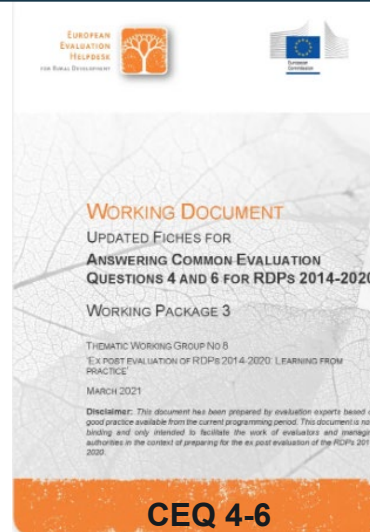 EUROPEAN
EVALUATION
HELPDESK
FOR RURAL DEVELOPMENT
European
Commission
WORKING DOCUMENT
UPDATED FICHES FOR
ANSWERING COMMON EVALUATION
QUESTIONS 4 AND 6 FOR RDPS 2014-2020
WORKING PACKAGE 3
THEMATIC WORKING GROUP NO 8
'EX POST EVALUATION OF RDPS 2014-2020: LEARNING FROM
PRACTICE'
MARCH 2021
Disclaimer: This document has been prepared by evaluation experts based
good practice available from the current programming period. This document is
binding and only intended to facilitate the work of evaluators and
authorities in the context of preparing for the ex post evaluation of the RDPs
2020.
CEQ 4-6